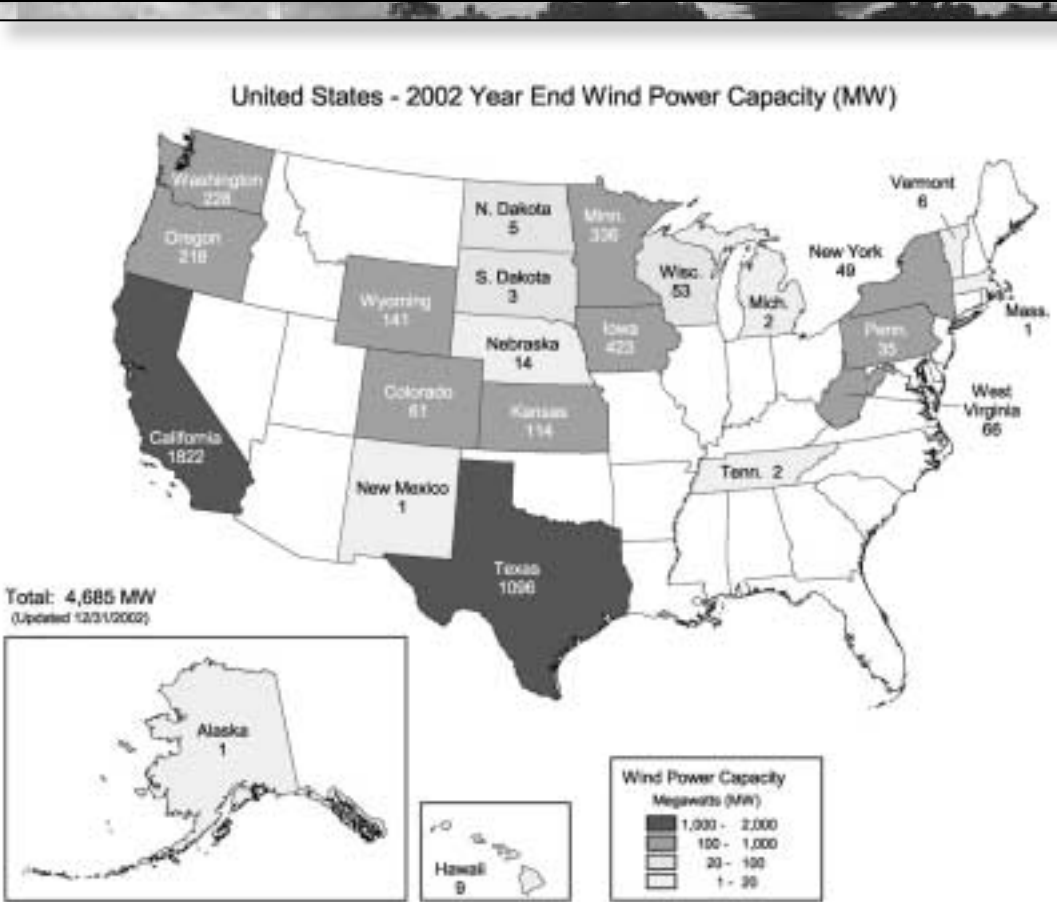 United States - 2002 Year End Wind Power Capacity (MW)
Washington
228
Oregon
218
California
1822
Wyoming
141
Colorado
61
New Mexico
1
N. Dakota
5
S. Dakota
3
Nebraska
14
Kansas
114
Texas
1096
Minn.
336
Iowa
423
Wisc.
53
Mich.
2
Tenn. 2
Vermont
6
New York
49
Mass.
1
Penn.
35
West
Virginia
66
Total: 4,685 MW
(Updated 12/31/2002)
Alaska
1
Hawaii
9
Wind Power Capacity
Megawatts (MW)
1,000 - 2,000
100 - 1,000
20 - 100
1 - 20